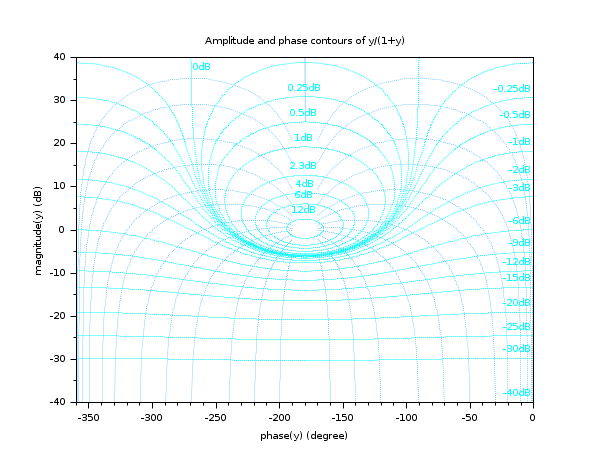 Amplitude and phase contours of y/(1+y)
magnitude(y) (dB)
40
30
20
10
0
-10
-20
-30
-40
0dB
0.25dB
0.5dB
1dB
2.3dB
4dB
6dB
12dB
-0.25dB
-0.5dB
-1dB
-2dB
-3dB
-6dB
-9dB
-12dB
-15dB
-20dB
-25dB
-30dB
-40dB
-350 -300 -250 -200 -150 -100 -50 0
phase(y) (degree)